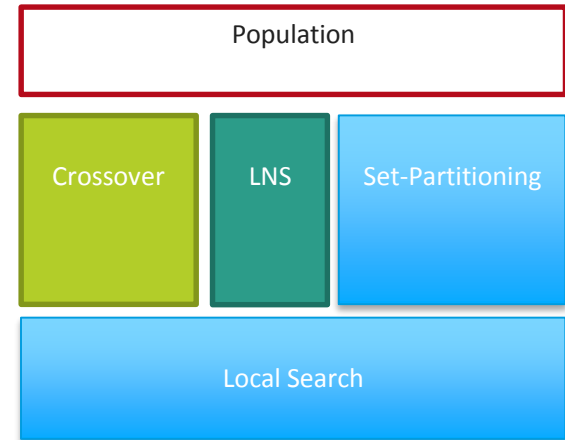 Population
Crossover
LNS
Set-Partitioning
Local Search